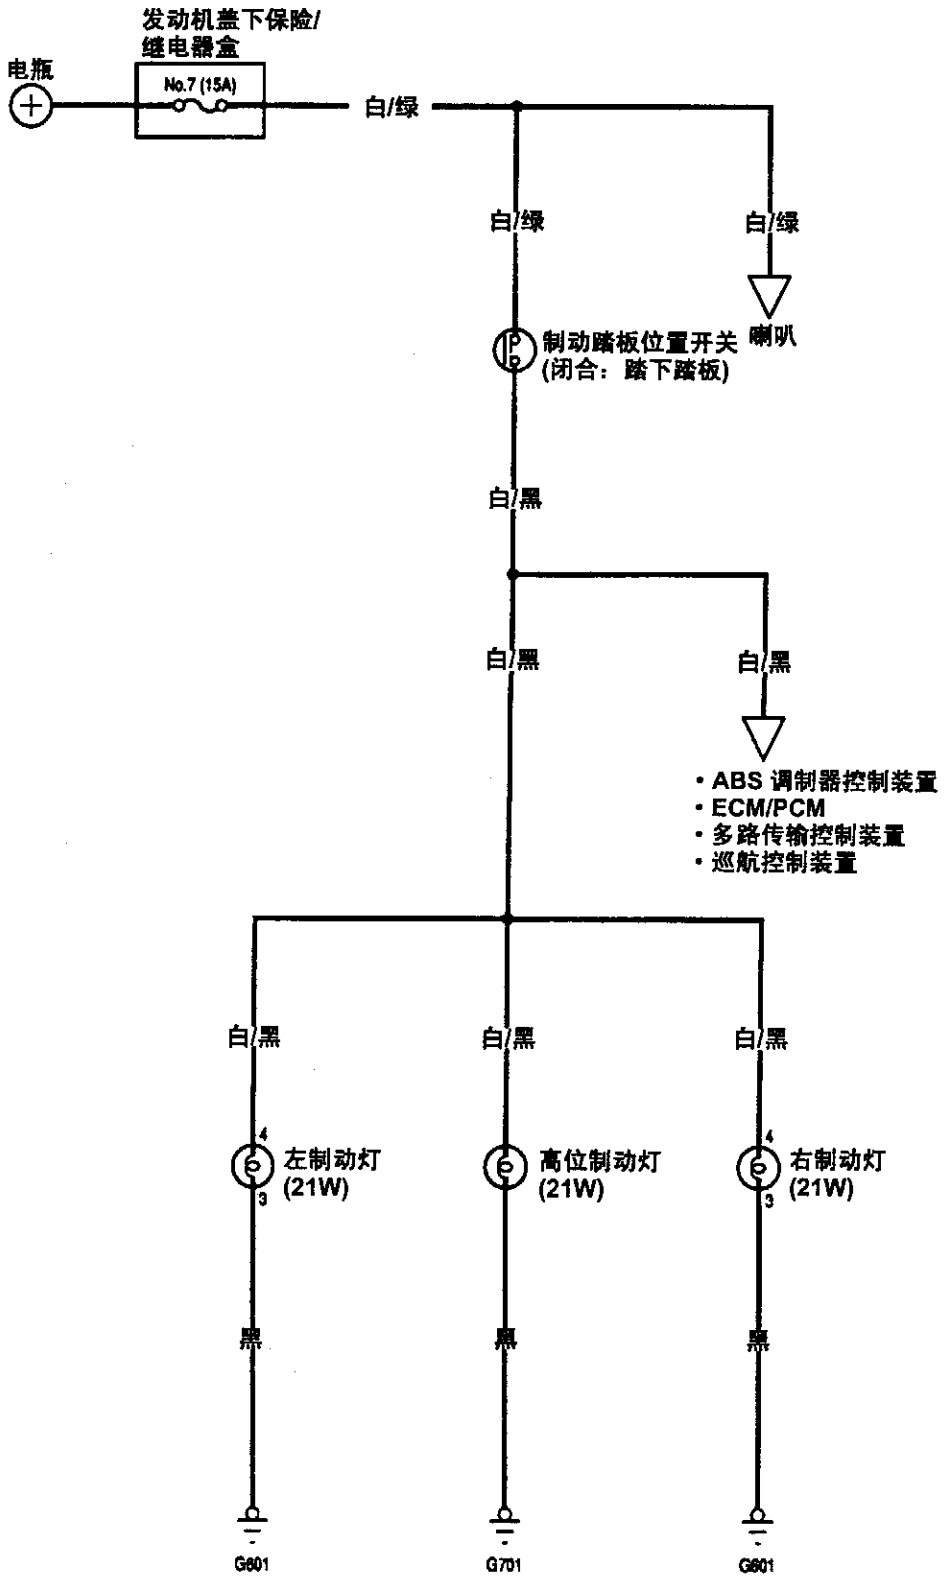 发动机盖下保险/
继电器盒
电瓶
No.7 (15A)
白/绿
白/绿
白/绿
制动踏板位置开关
(闭合：踏下踏板)
喇叭
白/黑
白/黑
白/黑
• ABS 调制器控制装置
• ECM/PCM
• 多路传输控制装置
• 巡航控制装置
白/黑
白/黑
白/黑
4
左制动灯
(21W)
3
高位制动灯
(21W)
4
右制动灯
(21W)
3
黑
黑
黑
G601
G701
G601